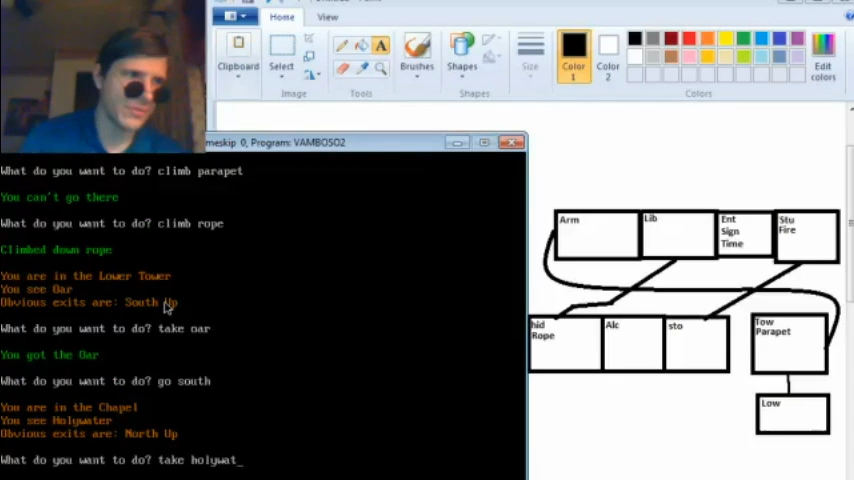 Home
View
Clipboard
Select
Image
Tools
Brushes
Shapes
Size
Color
1
Color
2
Edit
colors
Colors
meskip 0, Program: VAMBOSO2
What do you want to do? climb parapet
You can't go there
What do you want to do? climb rope
Climbed down rope
You are in the Lower Tower
You see Oar
Obvious exits are: South Up
What do you want to do? take oar
You got the Oar
What do you want to do? go south
You are in the Chapel
You see Holywater
Obvious exits are: North Up
What do you want to do? take holywat_
Arm
Lib
Ent
Sign
Time
Stu
Fire
hid
Rope
Alc
sto
Tow
Parapet
Low